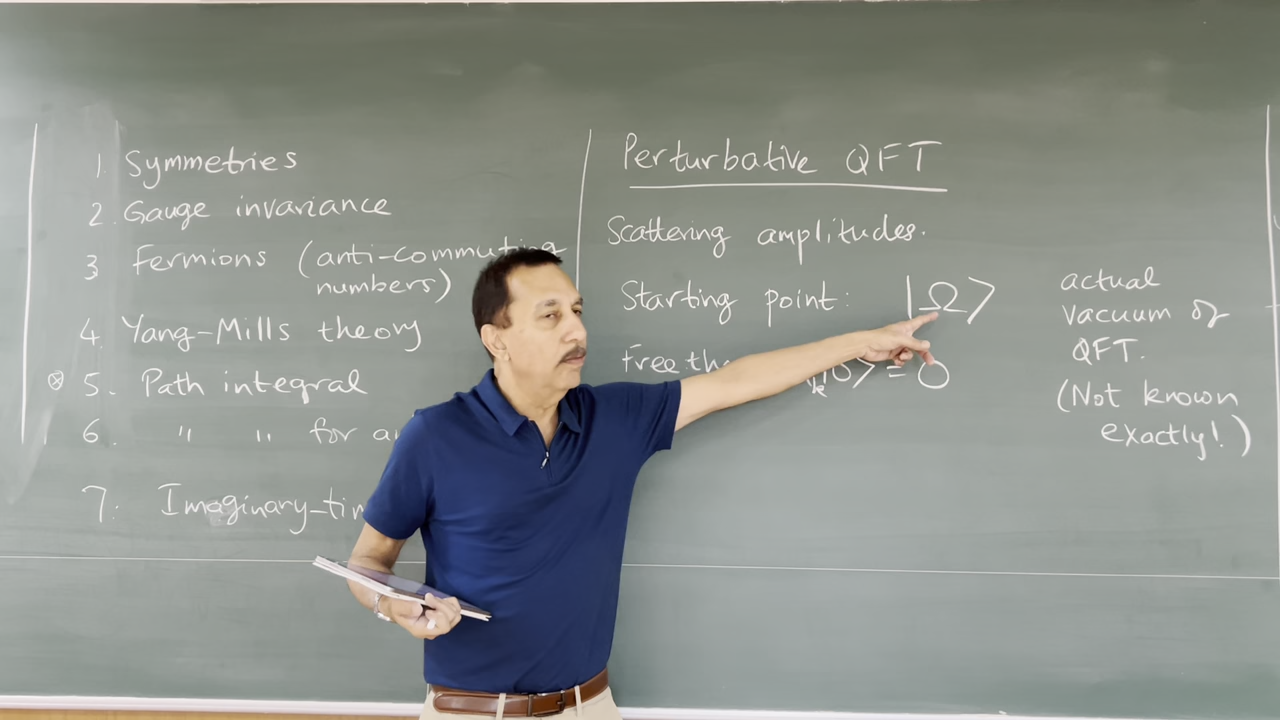 1. Symmetries
2. Gauge invariance
3 Fermions (anti-commuting
numbers)
4. Yang-Mills theory
⊗ 5. Path integral
6. " " for
7. Imaginary-
Perturbative QFT
Scattering amplitudes.
Starting point: |Ω>
Free |0> = 0
k
actual
vacuum of
QFT.
(Not known
exactly!)